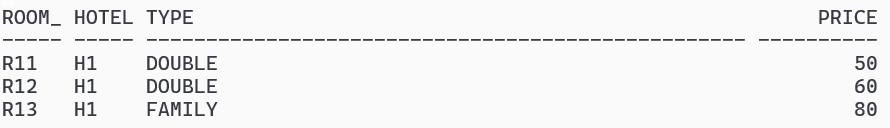 ROOM_ HOTEL TYPE                                                    PRICE
----- ----- -------------------------------------------------- ----------
R11   H1    DOUBLE                                                     50
R12   H1    DOUBLE                                                     60
R13   H1    FAMILY                                                     80